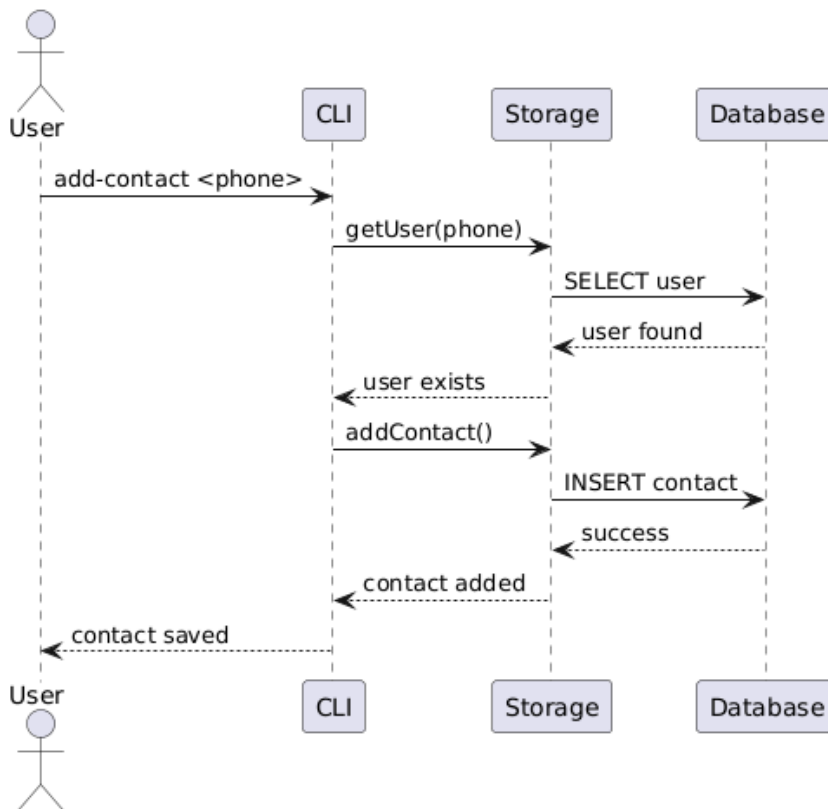 User
CLI
Storage
Database
add-contact <phone>
getUser(phone)
SELECT user
user found
user exists
addContact()
INSERT contact
success
contact added
contact saved
User
CLI
Storage
Database